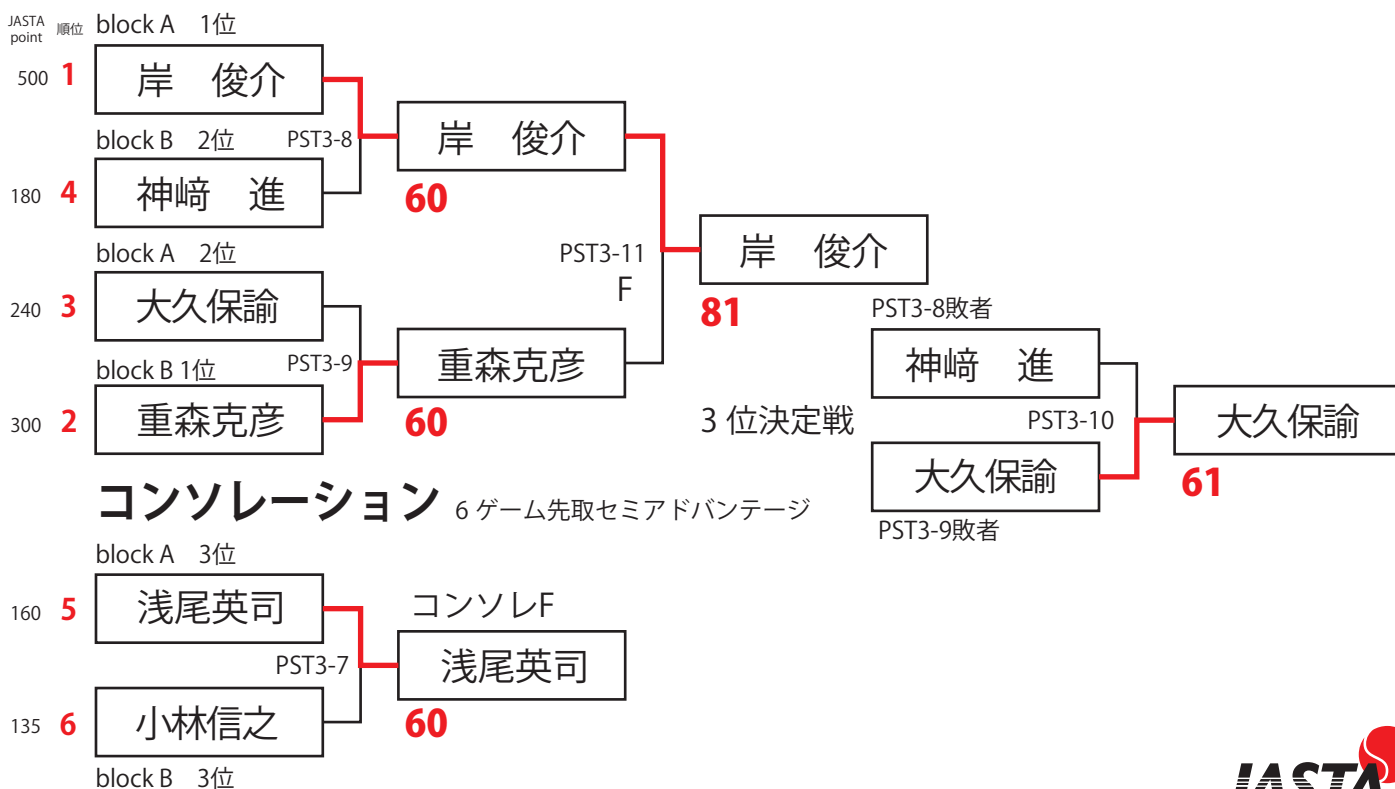 JASTA
point
順位
block A　1位
500
1
岸　俊介
block B　2位
PST3-8
180
4
神﨑　進
岸　俊介
60
block A　2位
240
3
大久保諭
block B 1位
PST3-9
300
2
重森克彦
重森克彦
60
PST3-11
F
岸　俊介
81
3 位決定戦
PST3-8敗者
神﨑　進
PST3-10
大久保諭
PST3-9敗者
大久保諭
61
コンソレーション 6 ゲーム先取セミアドバンテージ
block A　3位
160
5
浅尾英司
PST3-7
コンソレF
浅尾英司
60
135
6
小林信之
block B　3位
JASTA